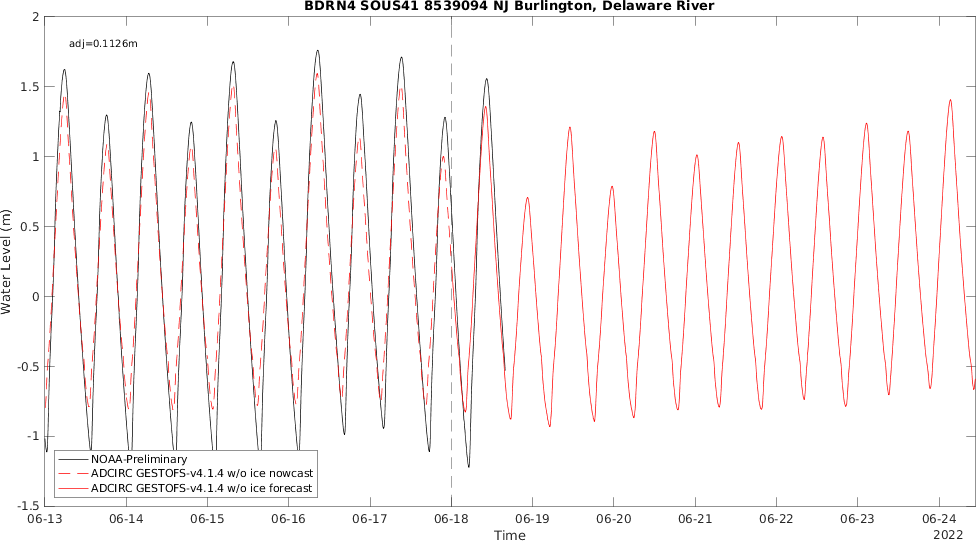 BDRN4 SOUS41 8539094 NJ Burlington, Delaware River
adj=0.1126m
Water Level (m)
2
1.5
1
0.5
0
-0.5
-1
-1.5
NOAA-Preliminary
ADCIRC GESTOFS-v4.1.4 w/o ice nowcast
ADCIRC GESTOFS-v4.1.4 w/o ice forecast
06-13 06-14 06-15 06-16 06-17 06-18 06-19 06-20 06-21 06-22 06-23 06-24
Time
2022